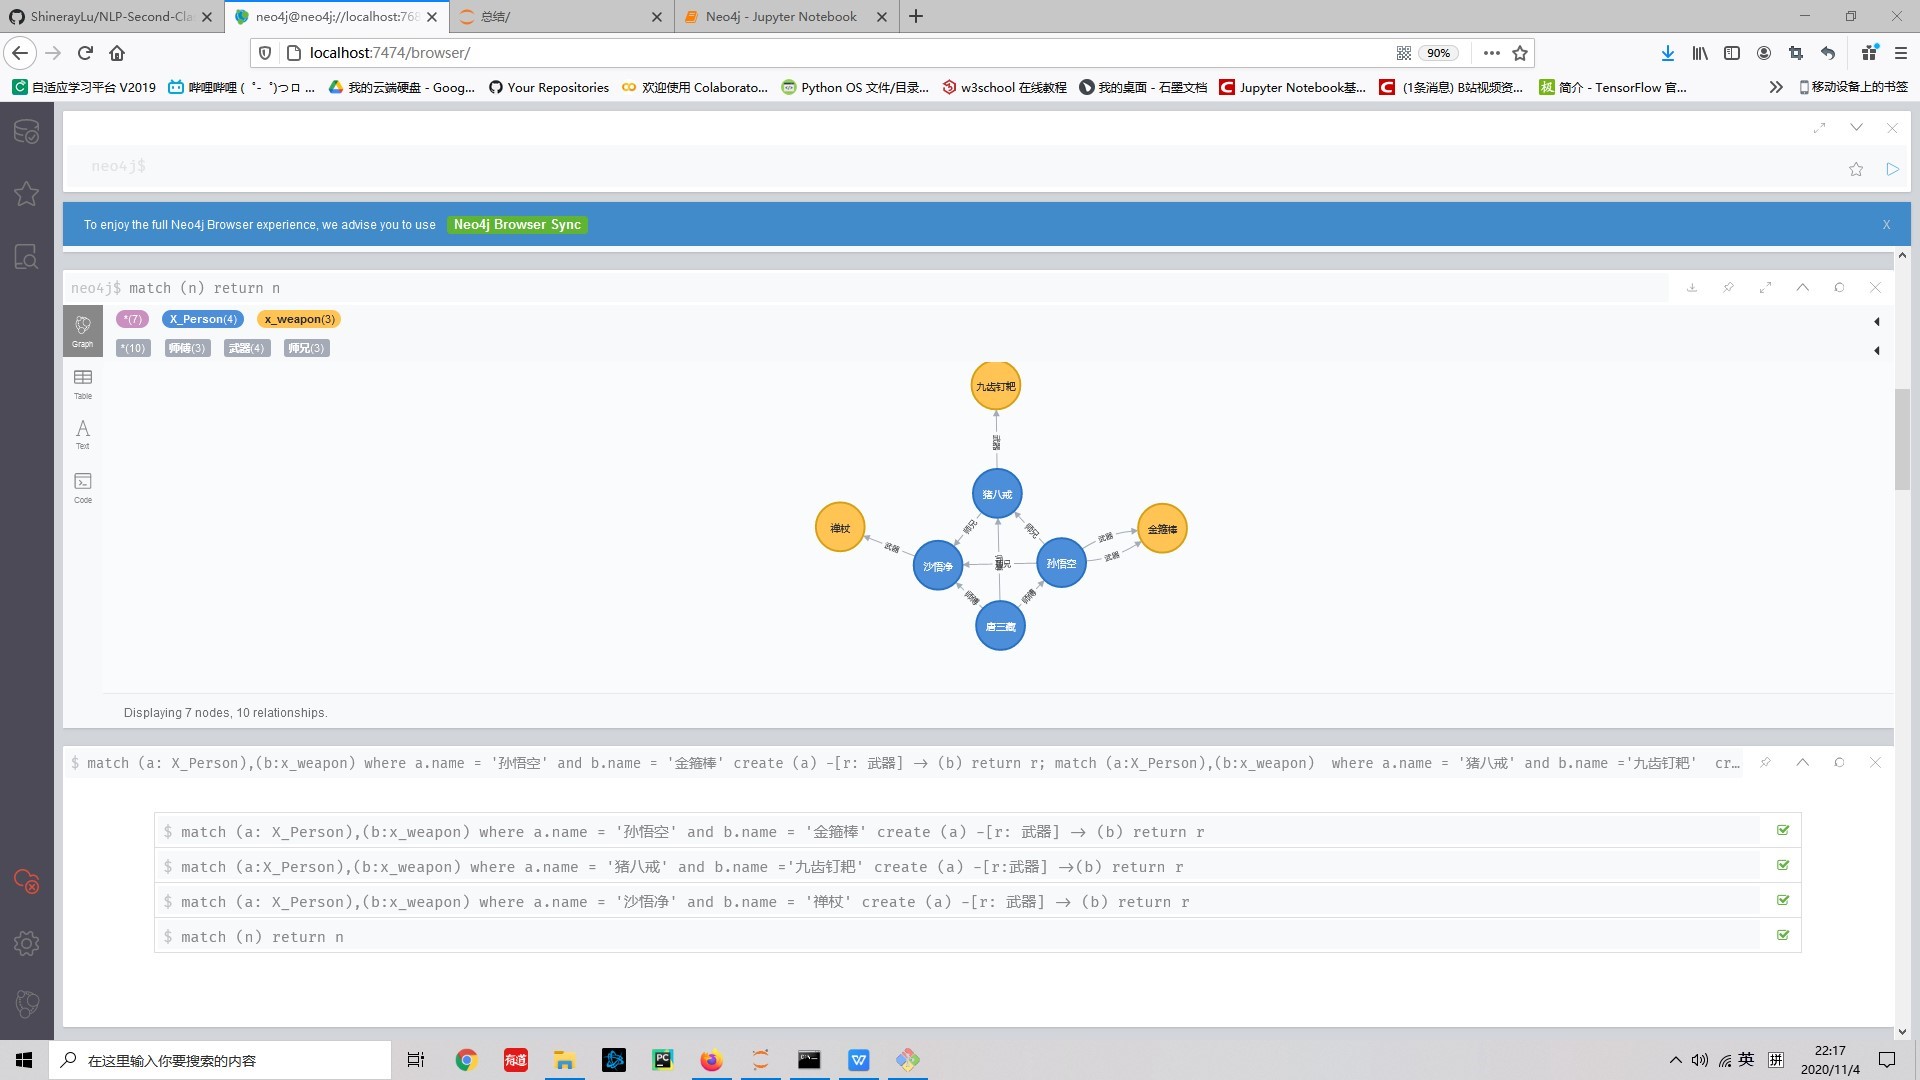 ShinerayLu/NLP-Second-Cla
neo4j@neo4j://localhost:768
总结/
Neo4j - Jupyter Notebook
localhost:7474/browser/
90%
自适应学习平台 V2019
哔哩哔哩 ( ゜- ゜)つロ ...
我的云端硬盘 - Goog...
Your Repositories
欢迎使用 Colaborato...
Python OS 文件/目录...
w3school 在线教程
我的桌面 - 石墨文档
Jupyter Notebook基...
(1条消息) B站视频资...
简介 - TensorFlow 官...
移动设备上的书签
neo4j$
To enjoy the full Neo4j Browser experience, we advise you to use Neo4j Browser Sync
X
neo4j$ match (n) return n
*(7) X_Person(4) x_weapon(3)
*(10) 师傅(3) 武器(4) 师兄(3)
Graph
Table
Text
Code
九齿钉耙
武器
猪八戒
禅杖
师兄
师兄
金箍棒
武器
武器
武器
沙悟净
师兄
孙悟空
师傅
师傅
唐三藏
Displaying 7 nodes, 10 relationships.
$ match (a: X_Person),(b:x_weapon) where a.name = '孙悟空' and b.name = '金箍棒' create (a) -[r: 武器] -> (b) return r; match (a:X_Person),(b:x_weapon)  where a.name = '猪八戒' and b.name ='九齿钉耙'  cr...
$ match (a: X_Person),(b:x_weapon) where a.name = '孙悟空' and b.name = '金箍棒' create (a) -[r: 武器] -> (b) return r
$ match (a:X_Person),(b:x_weapon) where a.name = '猪八戒' and b.name ='九齿钉耙' create (a) -[r:武器] ->(b) return r
$ match (a: X_Person),(b:x_weapon) where a.name = '沙悟净' and b.name = '禅杖' create (a) -[r: 武器] -> (b) return r
$ match (n) return n
在这里输入你要搜索的内容
有道
PC
W
英
拼
22:17
2020/11/4